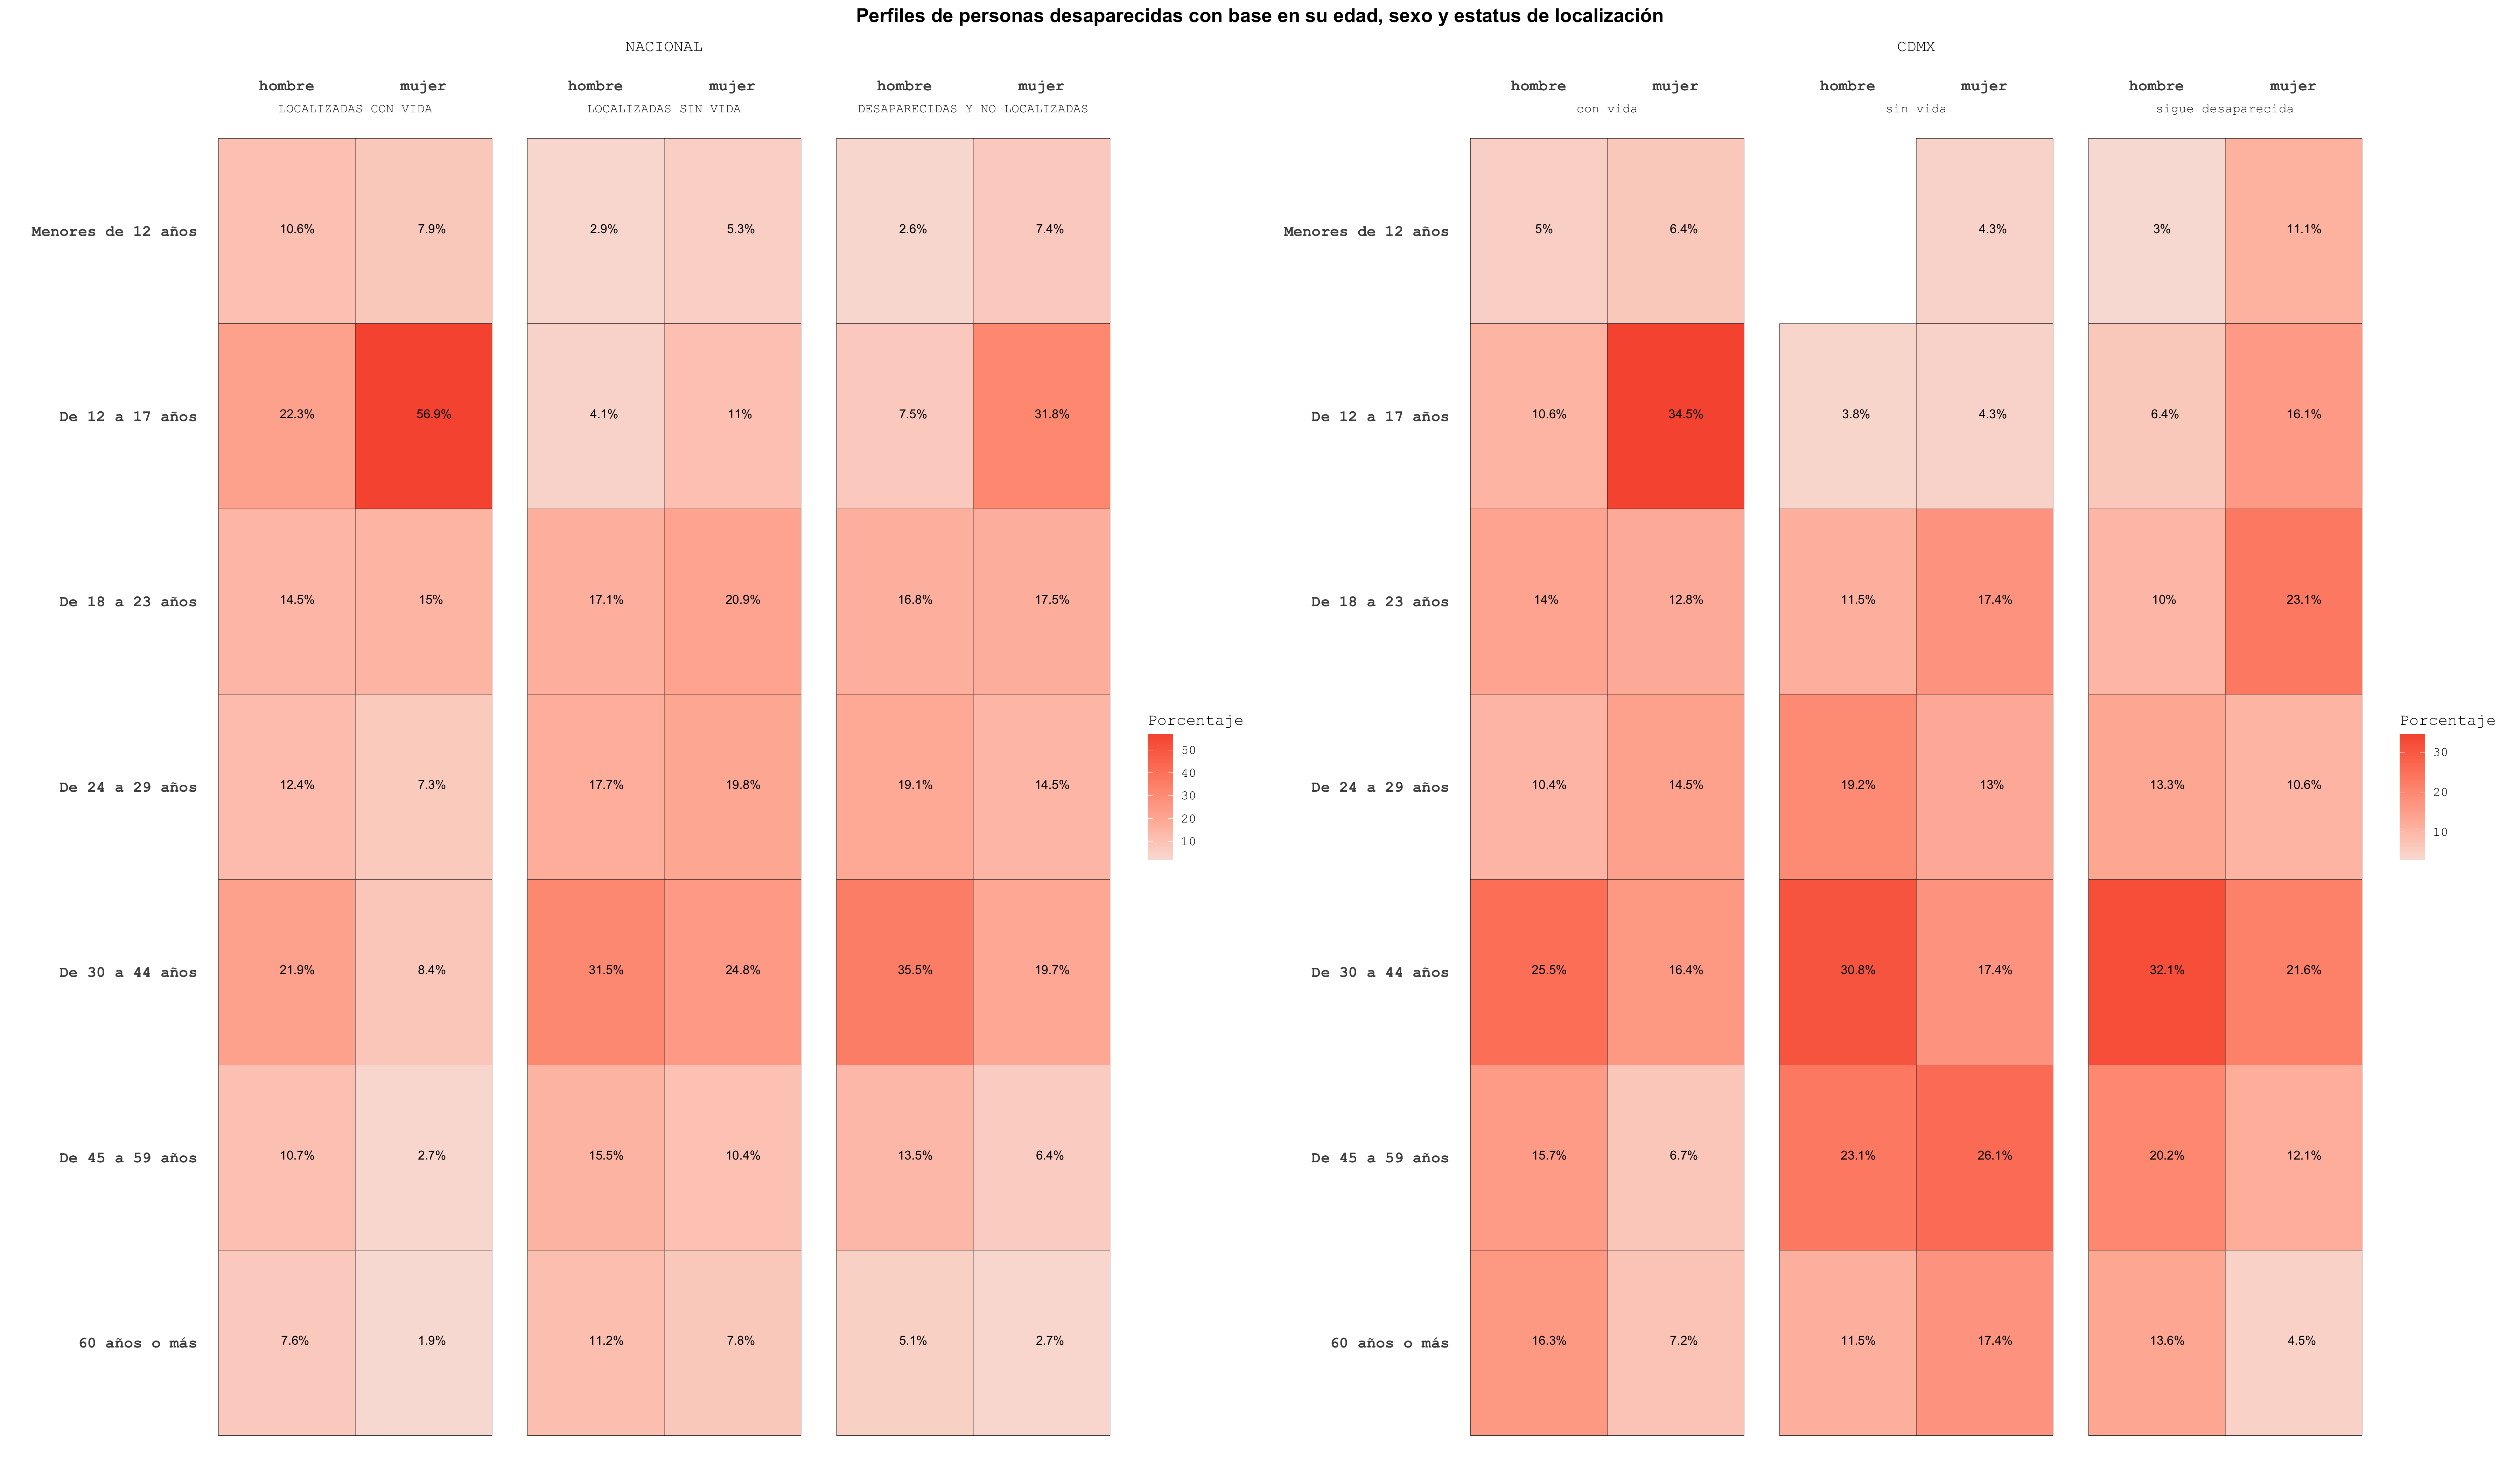 Perfiles de personas desaparecidas con base en su edad, sexo y estatus de localización
NACIONAL
hombre mujer hombre mujer hombre mujer
LOCALIZADAS CON VIDA LOCALIZADAS SIN VIDA DESAPARECIDAS Y NO LOCALIZADAS
Menores de 12 años 10.6% 7.9% 2.9% 5.3% 2.6% 7.4%
De 12 a 17 años 22.3% 56.9% 4.1% 11% 7.5% 31.8%
De 18 a 23 años 14.5% 15% 17.1% 20.9% 16.8% 17.5%
De 24 a 29 años 12.4% 7.3% 17.7% 19.8% 19.1% 14.5%
De 30 a 44 años 21.9% 8.4% 31.5% 24.8% 35.5% 19.7%
De 45 a 59 años 10.7% 2.7% 15.5% 10.4% 13.5% 6.4%
60 años o más 7.6% 1.9% 11.2% 7.8% 5.1% 2.7%
Porcentaje
50
40
30
20
10
CDMX
hombre mujer hombre mujer hombre mujer
con vida sin vida sigue desaparecida
Menores de 12 años 5% 6.4% 4.3% 3% 11.1%
De 12 a 17 años 10.6% 34.5% 3.8% 4.3% 6.4% 16.1%
De 18 a 23 años 14% 12.8% 11.5% 17.4% 10% 23.1%
De 24 a 29 años 10.4% 14.5% 19.2% 13% 13.3% 10.6%
De 30 a 44 años 25.5% 16.4% 30.8% 17.4% 32.1% 21.6%
De 45 a 59 años 15.7% 6.7% 23.1% 26.1% 20.2% 12.1%
60 años o más 16.3% 7.2% 11.5% 17.4% 13.6% 4.5%
Porcentaje
30
20
10